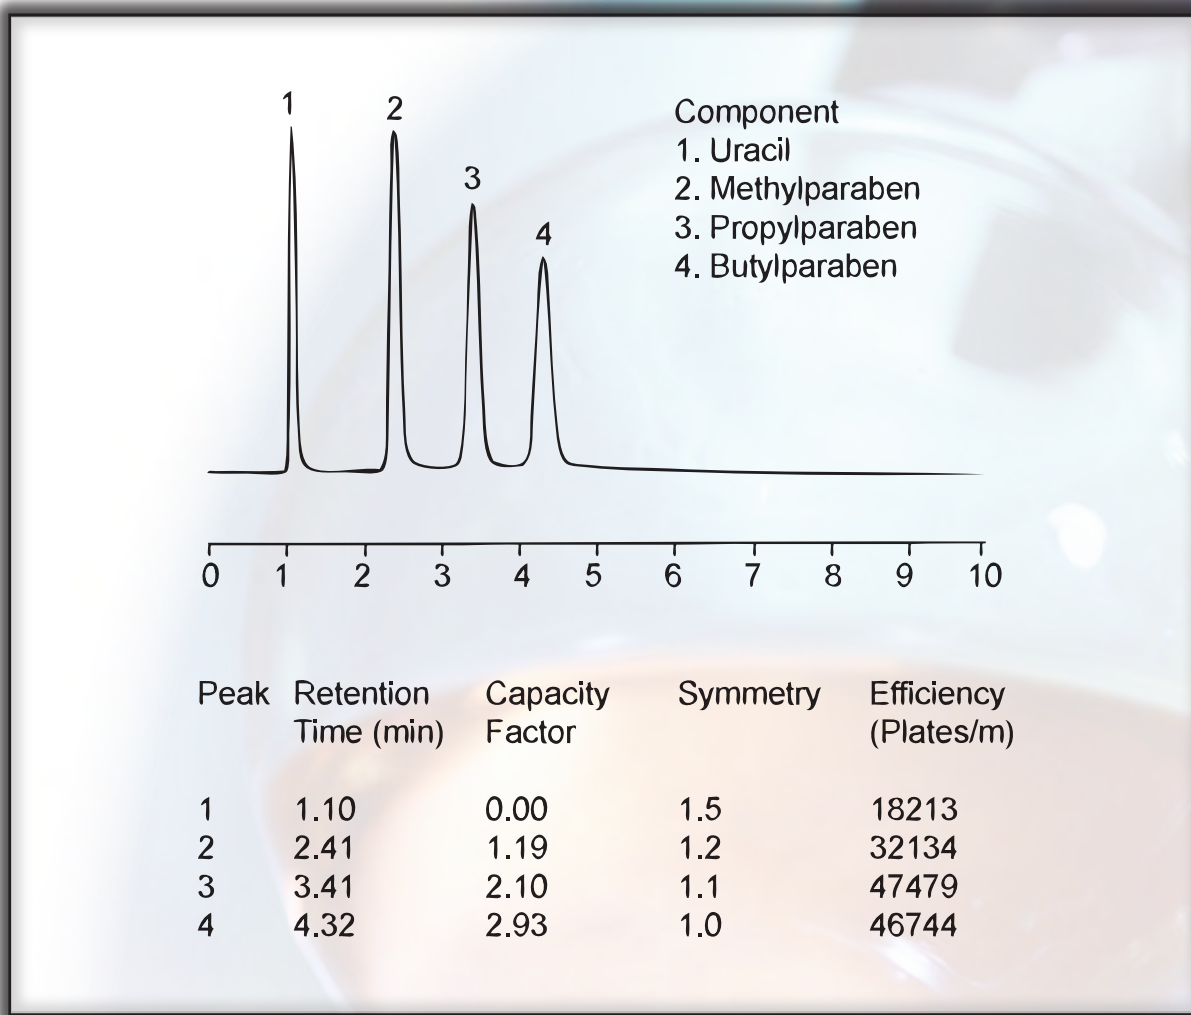 1
2
3
4
Component
1. Uracil
2. Methylparaben
3. Propylparaben
4. Butylparaben
0 1 2 3 4 5 6 7 8 9 10
Peak Retention Time (min) Capacity Factor Symmetry Efficiency (Plates/m)
1 1.10 0.00 1.5 18213
2 2.41 1.19 1.2 32134
3 3.41 2.10 1.1 47479
4 4.32 2.93 1.0 46744